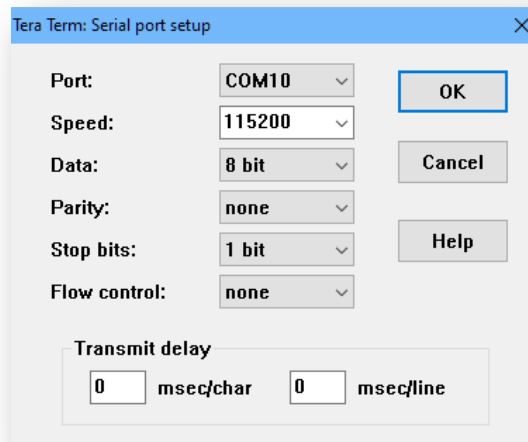 Tera Term: Serial port setup
Port: COM10 OK
Speed: 115200
Data: 8 bit Cancel
Parity: none
Stop bits: 1 bit Help
Flow control: none
Transmit delay
0 msec/char 0 msec/line